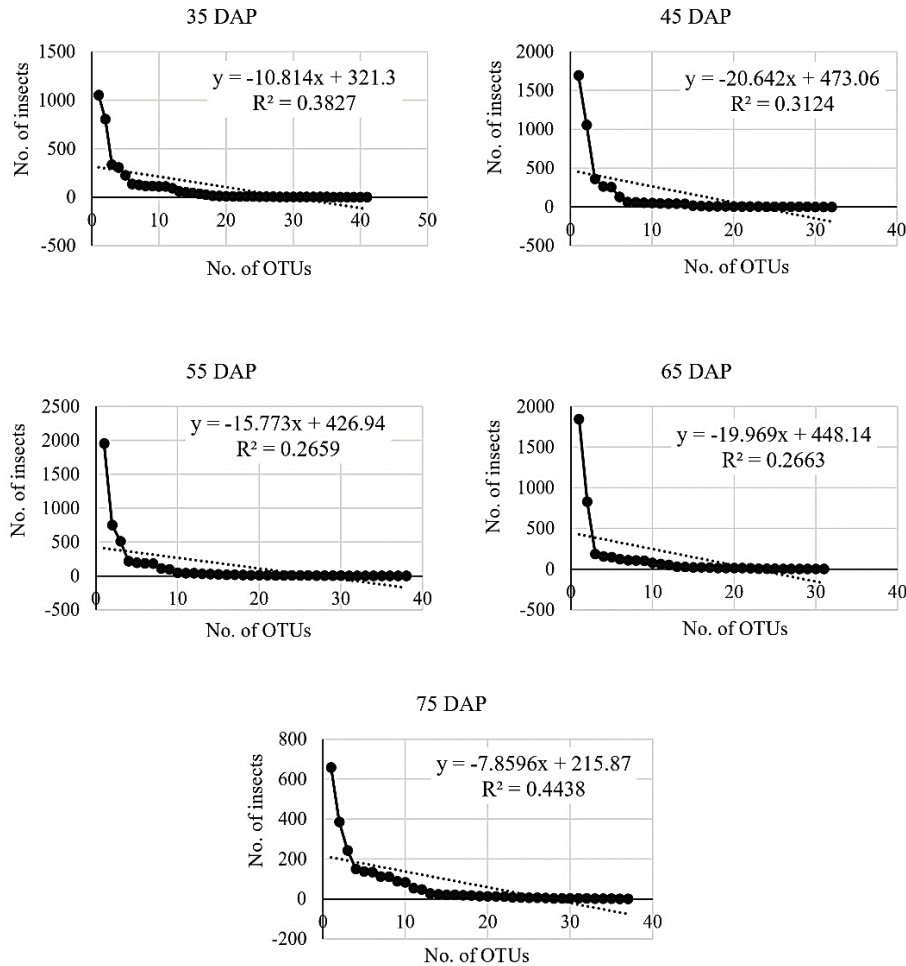 35 DAP
1500
1000
500
0
-500
0
10
20
30
40
50
No. of insects
No. of OTUs
y = -10.814x + 321.3
R² = 0.3827
45 DAP
2000
1500
1000
500
0
-500
0
10
20
30
40
No. of insects
No. of OTUs
y = -20.642x + 473.06
R² = 0.3124
55 DAP
2500
2000
1500
1000
500
0
-500
0
10
20
30
40
No. of insects
No. of OTUs
y = -15.773x + 426.94
R² = 0.2659
65 DAP
2000
1500
1000
500
0
-500
0
10
20
30
40
No. of insects
No. of OTUs
y = -19.969x + 448.14
R² = 0.2663
75 DAP
800
600
400
200
0
-200
0
10
20
30
40
No. of insects
No. of OTUs
y = -7.8596x + 215.87
R² = 0.4438